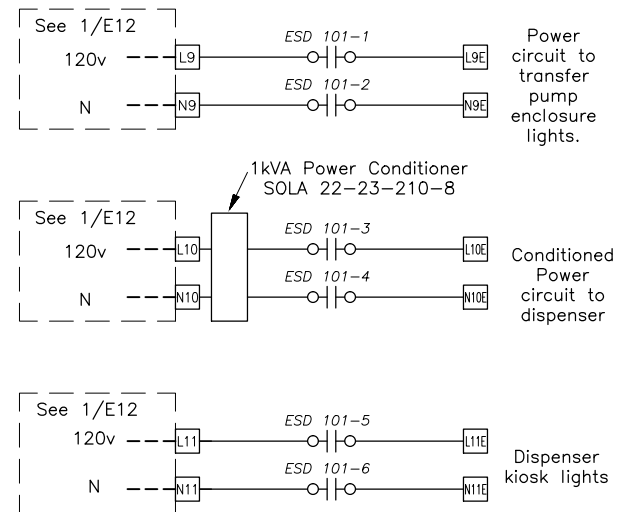 See 1/E12
120v
L9
ESD 101-1
L9E
N
N9
ESD 101-2
N9E
Power
circuit to
transfer
pump
enclosure
lights.
1kVA Power Conditioner
SOLA 22-23-210-8
See 1/E12
120v
L10
ESD 101-3
L10E
N
N10
ESD 101-4
N10E
Conditioned
Power
circuit to
dispenser
See 1/E12
120v
L11
ESD 101-5
L11E
N
N11
ESD 101-6
N11E
Dispenser
kiosk lights